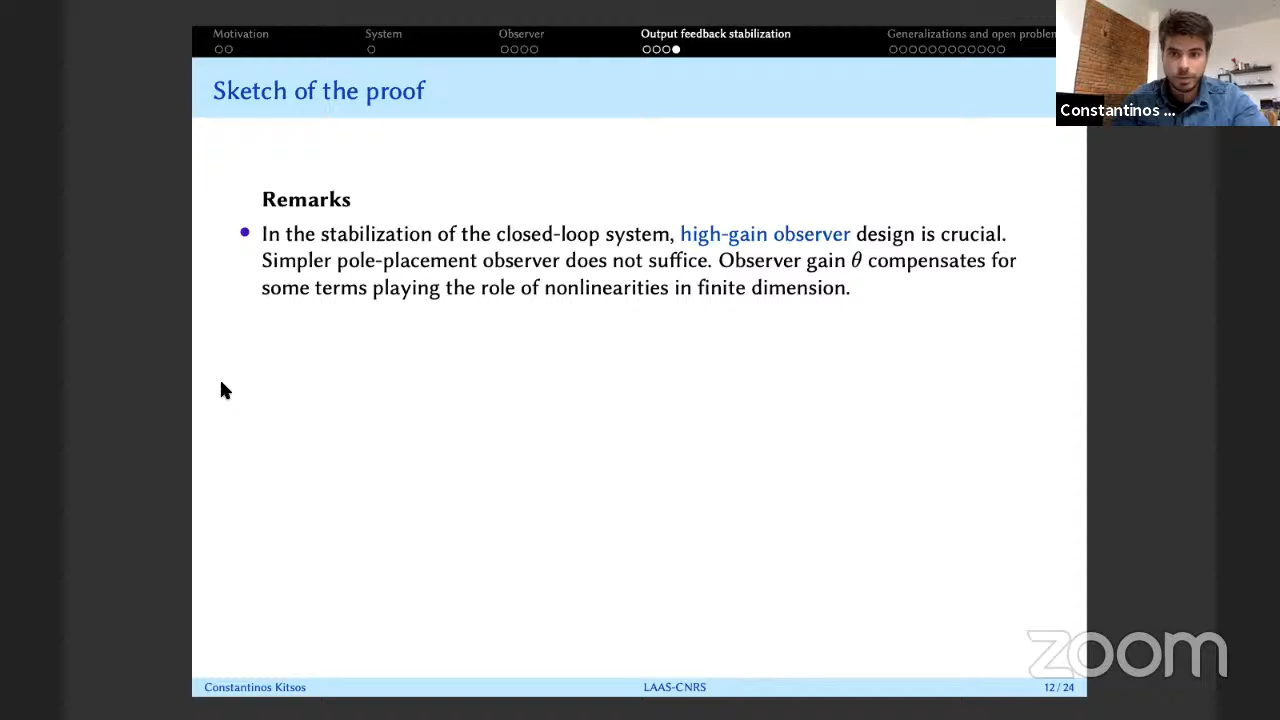 Motivation System Observer Output feedback stabilization Generalizations and open problem
Sketch of the proof
Constantinos ...
Remarks
• In the stabilization of the closed-loop system, high-gain observer design is crucial.
Simpler pole-placement observer does not suffice. Observer gain θ compensates for
some terms playing the role of nonlinearities in finite dimension.
zoom
Constantinos Kitsos LAAS-CNRS 12 / 24